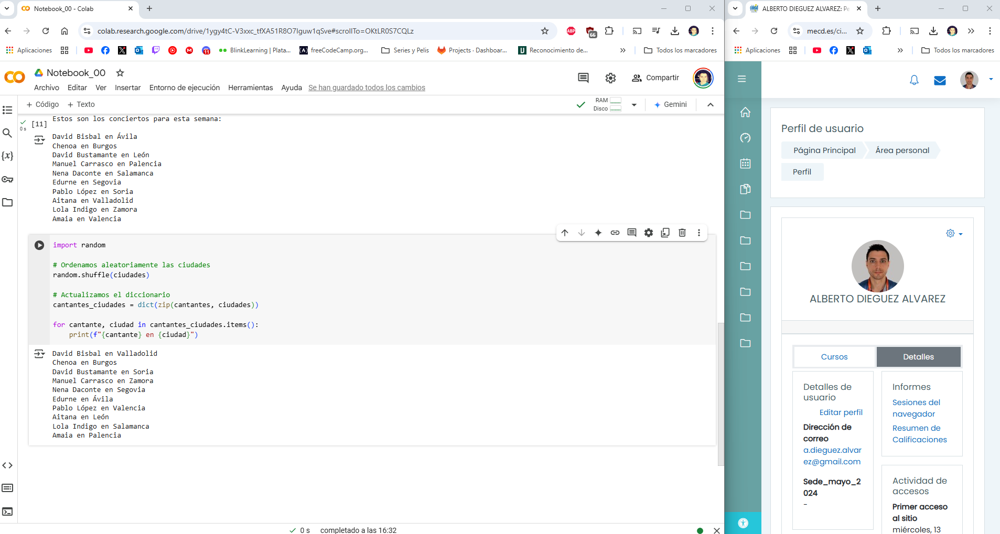 Notebook_00 - Colab
colab.research.google.com/drive/1ygy4tC-V3xxc_tfXA51R8O7Iguw1qSve#scrollTo=OKtLR0S7CQLz
ABP
66
Aplicaciones
11
BlinkLearning | Plata...
freeCodeCamp.org...
Series y Pelis
Projects · Dashboar...
U
Reconocimiento de...
Todos los marcadores
Notebook_00
Compartir
Archivo Editar Ver Insertar Entorno de ejecución Herramientas Ayuda Se han guardado todos los cambios
+ Código + Texto
RAM
Disco
Gemini
0 s
[11]
Estos son los conciertos para esta semana:
David Bisbal en Ávila
Chenoa en Burgos
David Bustamante en León
Manuel Carrasco en Palencia
Nena Daconte en Salamanca
Edurne en Segovia
Pablo López en Soria
Aitana en Valladolid
Lola Indigo en Zamora
Amaia en Valencia
{x}
import random
# Ordenamos aleatoriamente las ciudades
random.shuffle(ciudades)
# Actualizamos el diccionario
cantantes_ciudades = dict(zip(cantantes, ciudades))
for cantante, ciudad in cantantes_ciudades.items():
    print(f"{cantante} en {ciudad}")
David Bisbal en Valladolid
Chenoa en Burgos
David Bustamante en Soria
Manuel Carrasco en Zamora
Nena Daconte en Segovia
Edurne en Ávila
Pablo López en Valencia
Aitana en León
Lola Indigo en Salamanca
Amaia en Palencia
0 s completado a las 16:32
ALBERTO DIEGUEZ ALVAREZ: Pe
mecd.es/ci...
Aplicaciones
Todos los marcadores
Perfil de usuario
Página Principal
Área personal
Perfil
ALBERTO DIEGUEZ ALVAREZ
Cursos
Detalles
Detalles de
usuario
Editar perfil
Dirección de
correo
a.dieguez.alvar
ez@gmail.com
Sede_mayo_2
024
-
Informes
Sesiones del
navegador
Resumen de
Calificaciones
Actividad de
accesos
Primer acceso
al sitio
miércoles, 13